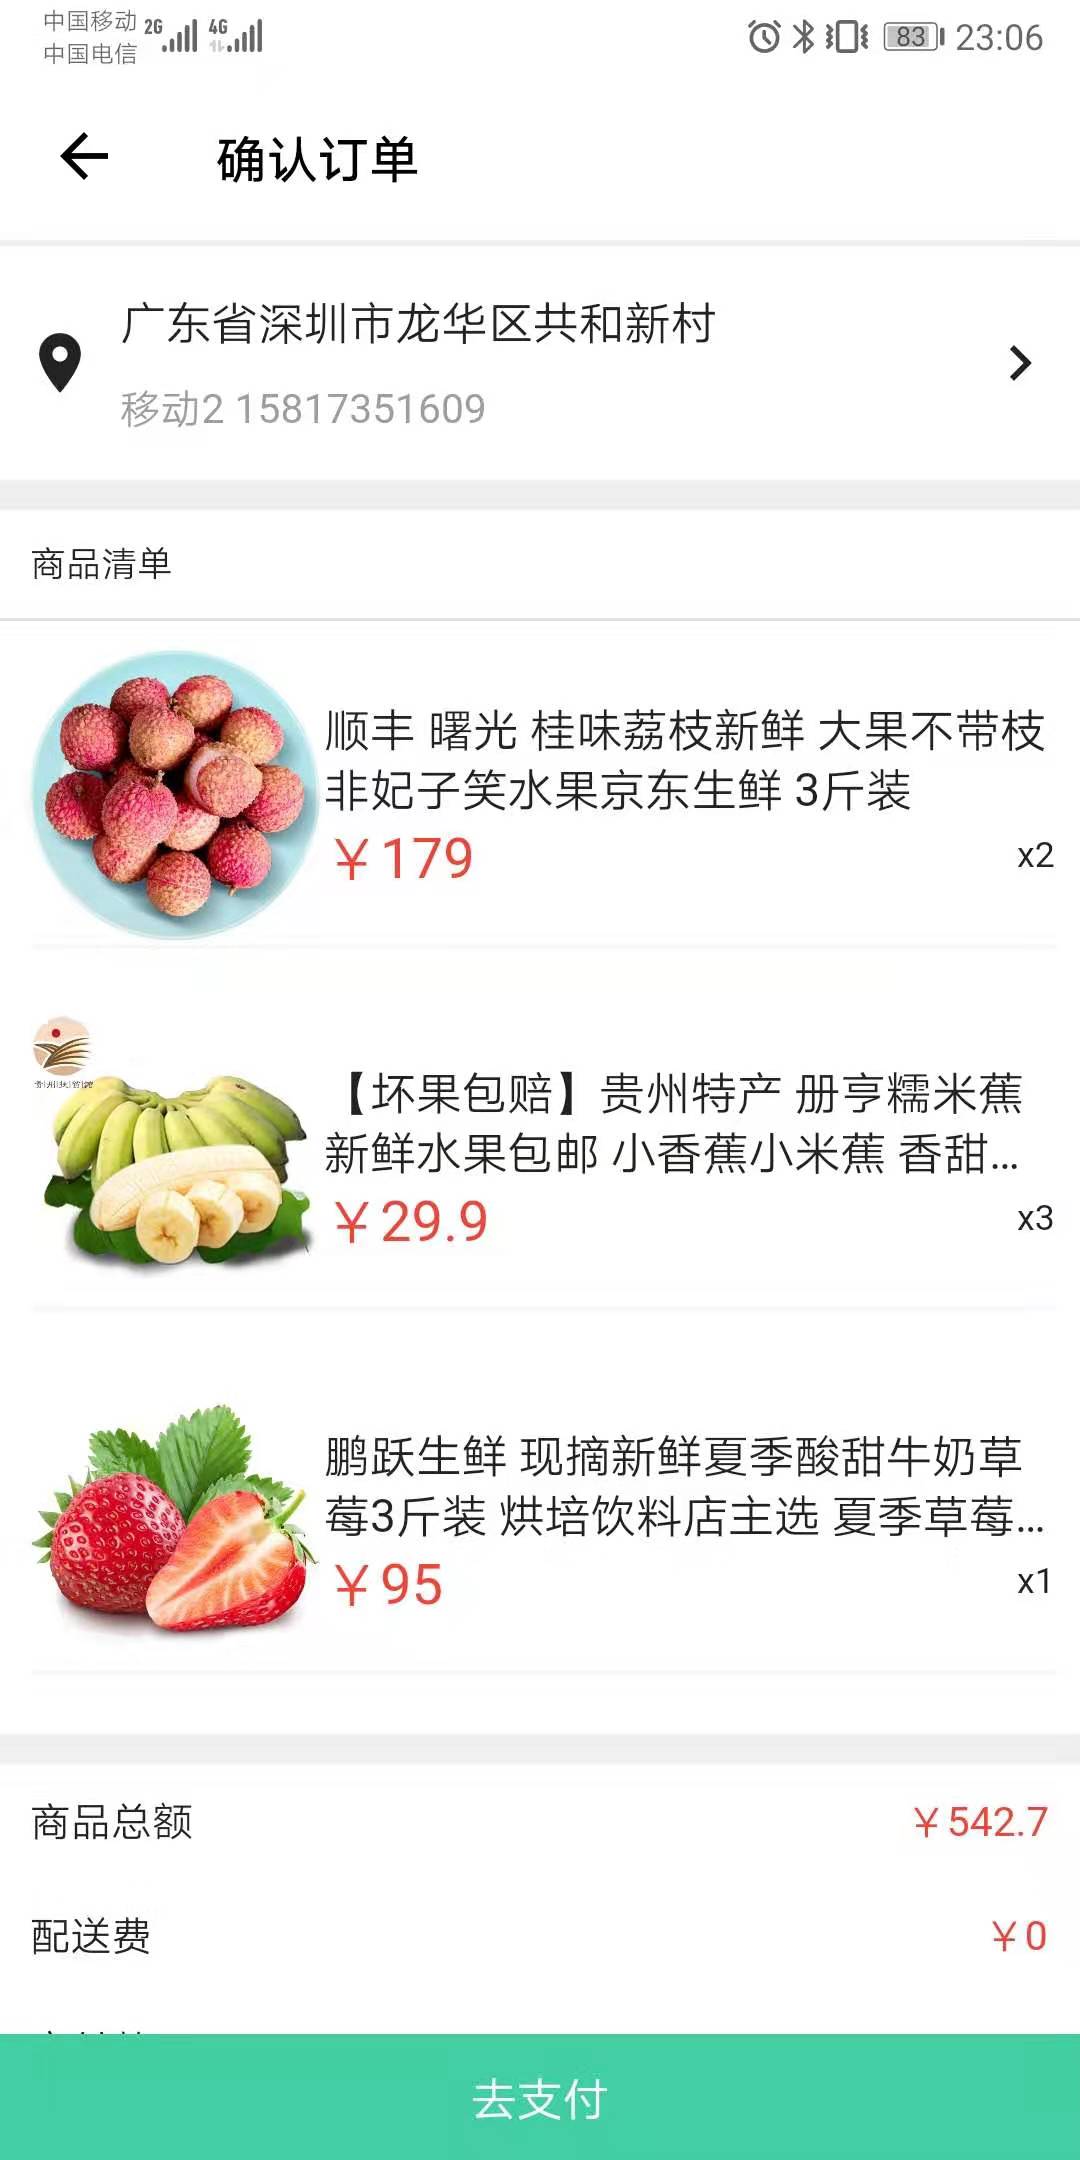 中国移动 2G 4G
中国电信
83 23:06
确认订单
广东省深圳市龙华区共和新村
移动2 15817351609
商品清单
顺丰 曙光 桂味荔枝新鲜 大果不带枝
非妃子笑水果京东生鲜 3斤装
￥179 x2
【坏果包赔】贵州特产 册亨糯米蕉
新鲜水果包邮 小香蕉小米蕉 香甜...
￥29.9 x3
鹏跃生鲜 现摘新鲜夏季酸甜牛奶草
莓3斤装 烘培饮料店主选 夏季草莓...
￥95 x1
商品总额 ￥542.7
配送费 ￥0
去支付